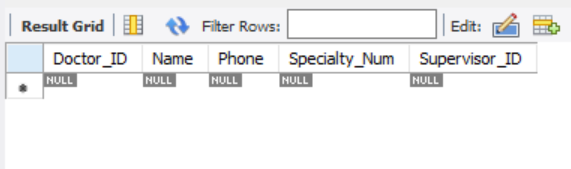 Result Grid Filter Rows: Edit:
Doctor_ID Name Phone Specialty_Num Supervisor_ID
NULL NULL NULL NULL NULL